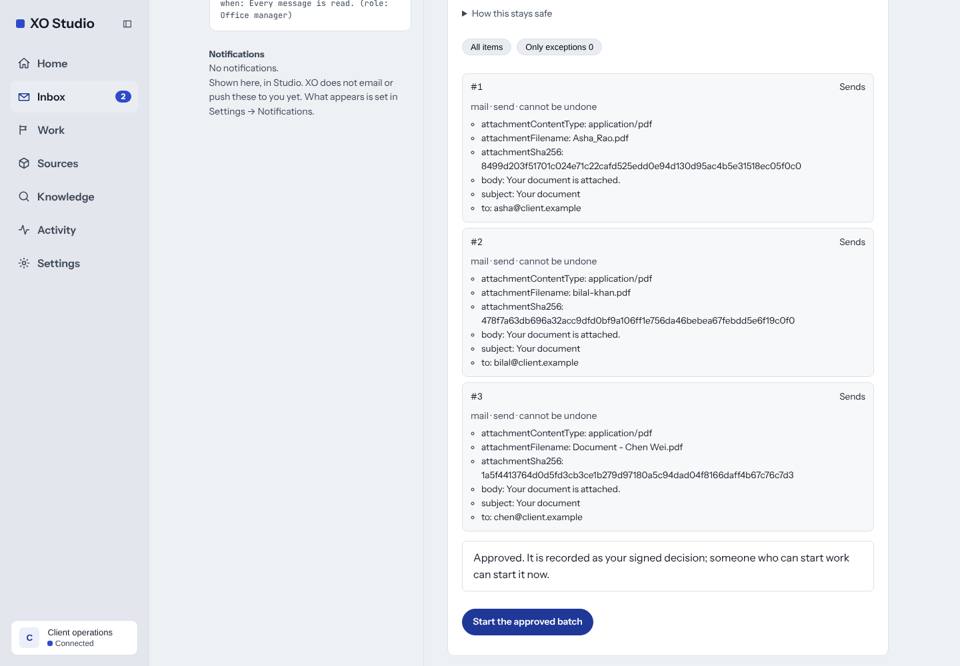 XO Studio
Home
Inbox
2
Work
Sources
Knowledge
Activity
Settings
C
Client operations
Connected
when: Every message is read. (role:
Office manager)
Notifications
No notifications.
Shown here, in Studio. XO does not email or
push these to you yet. What appears is set in
Settings → Notifications.
How this stays safe
All items
Only exceptions 0
#1
Sends
mail · send · cannot be undone
attachmentContentType: application/pdf
attachmentFilename: Asha_Rao.pdf
attachmentSha256:
8499d203f51701c024e71c22cafd525edd0e94d130d95ac4b5e31518ec05f0c0
body: Your document is attached.
subject: Your document
to: asha@client.example
#2
Sends
mail · send · cannot be undone
attachmentContentType: application/pdf
attachmentFilename: bilal-khan.pdf
attachmentSha256:
478f7a63db696a32acc9dfd0bf9a106ff1e756da46bebea67febdd5e6f19c0f0
body: Your document is attached.
subject: Your document
to: bilal@client.example
#3
Sends
mail · send · cannot be undone
attachmentContentType: application/pdf
attachmentFilename: Document - Chen Wei.pdf
attachmentSha256:
1a5f4413764d0d5fd3cb3ce1b279d97180a5c94dad04f8166daff4b67c76c7d3
body: Your document is attached.
subject: Your document
to: chen@client.example
Approved. It is recorded as your signed decision; someone who can start work
can start it now.
Start the approved batch